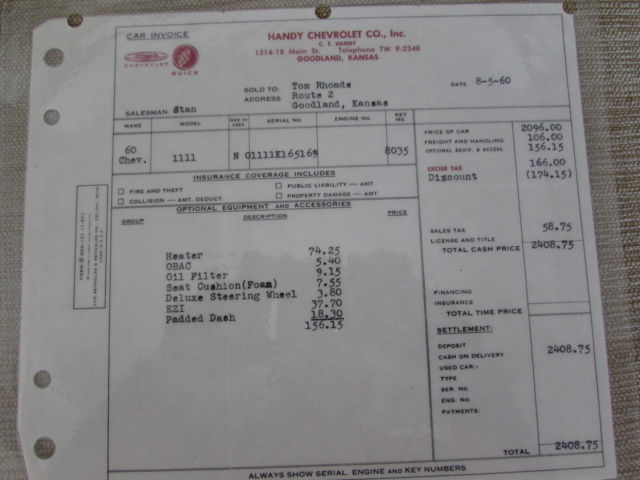 CAR INVOICE
HANDY CHEVROLET CO., Inc.
C. T. HANDY
1314-18 Main St. Telephone TW 9-2348
GOODLAND, KANSAS
CHEVROLET
BUICK
SOLD TO: Tom Rhoads
DATE 8-5-60
ADDRESS Route 2
Goodland, Kansas
SALESMAN Stan
MAKE MODEL NEW OR USED SERIAL No. ENGINE No. KEY No.
60 Chev. 1111 N 01111K165169 8035
PRICE OF CAR 2096.00
FREIGHT AND HANDLING 106.00
OPTIONAL EQUIP. & ACCESS. 156.15
EXCISE TAX 166.00
Discount (174.15)
INSURANCE COVERAGE INCLUDES
FIRE AND THEFT PUBLIC LIABILITY — AMT.
COLLISION — AMT. DEDUCT. PROPERTY DAMAGE — AMT.
OPTIONAL EQUIPMENT AND ACCESSORIES
GROUP DESCRIPTION PRICE
Heater 74.25
OBAC 5.40
Oil Filter 9.15
Seat Cushion(Foam) 7.55
Deluxe Steering Wheel 3.80
EZI 37.70
Padded Dash 18.30
156.15
SALES TAX 58.75
LICENSE AND TITLE
TOTAL CASH PRICE 2408.75
FINANCING
INSURANCE
TOTAL TIME PRICE
SETTLEMENT:
DEPOSIT
CASH ON DELIVERY 2408.75
USED CAR:-
TYPE
SER. NO.
ENG. NO.
PAYMENTS:
TOTAL 2408.75
ALWAYS SHOW SERIAL, ENGINE AND KEY NUMBERS